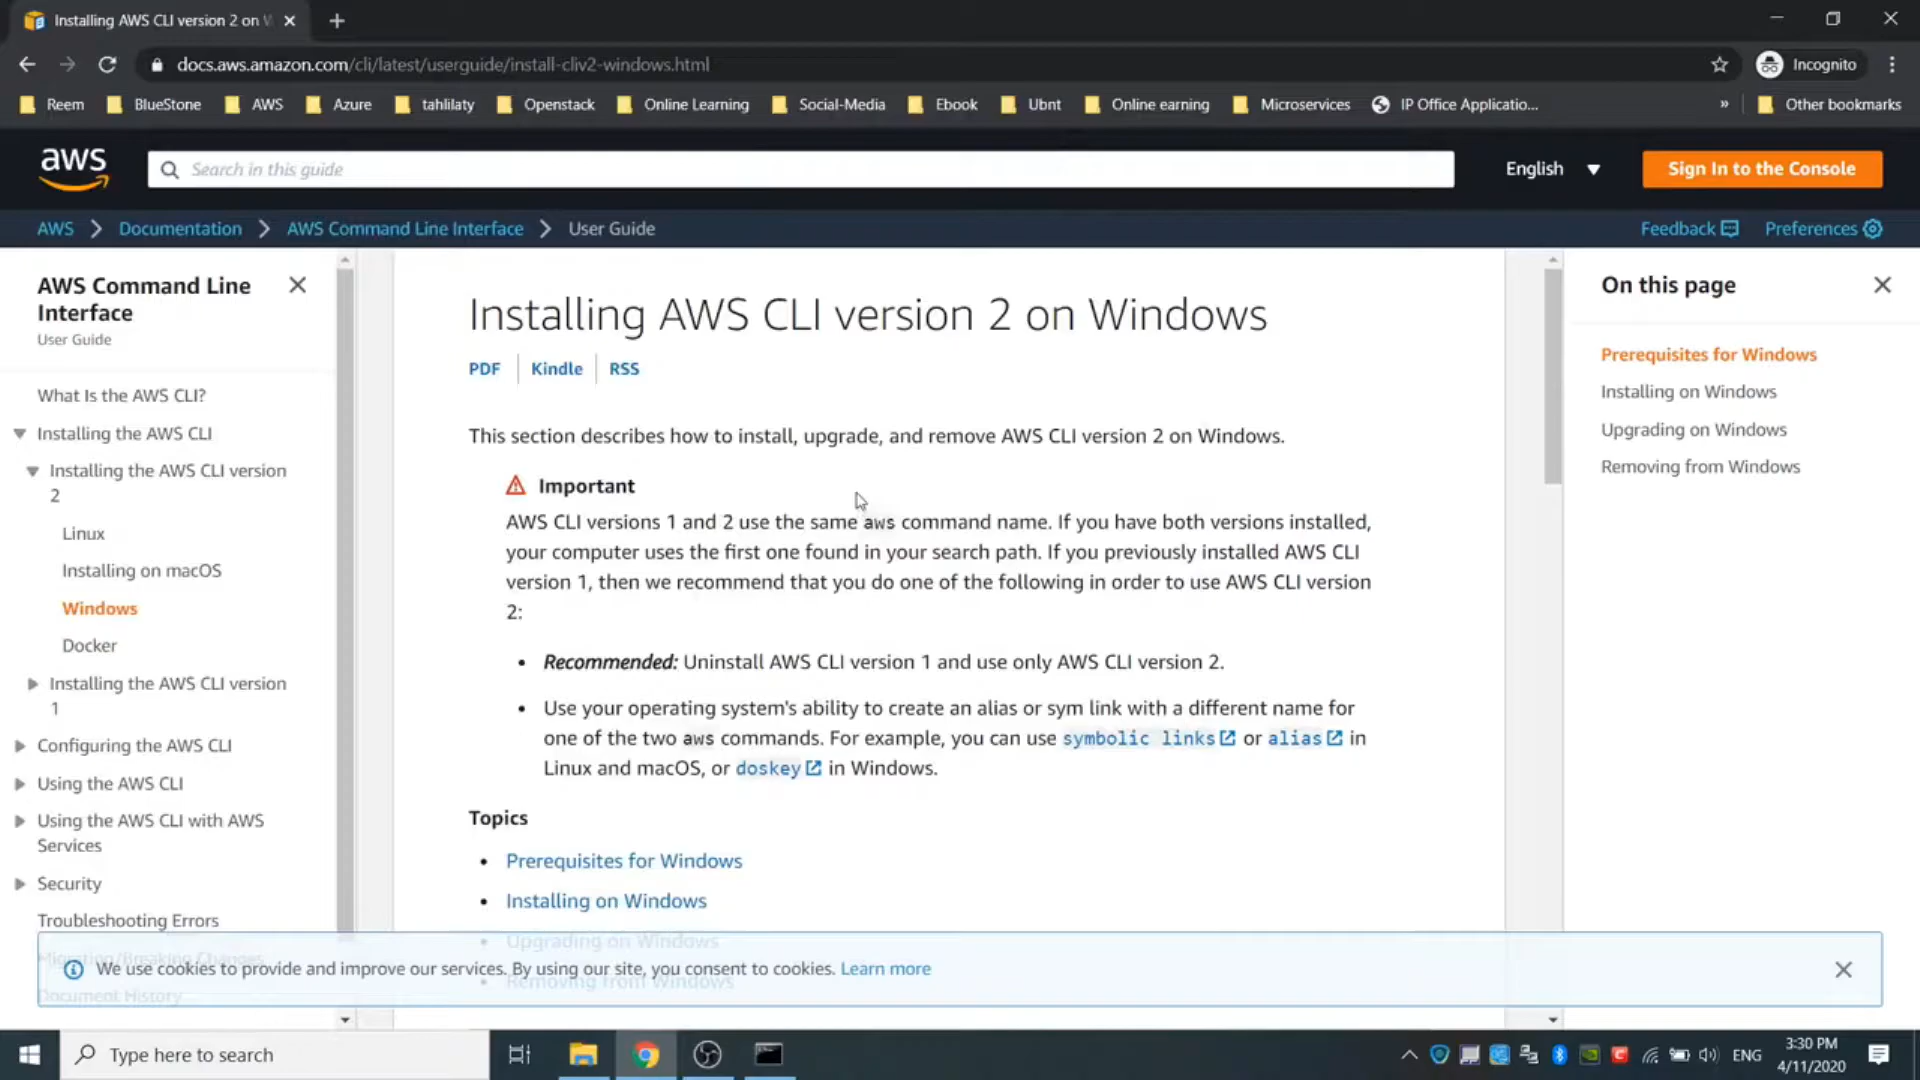 Installing AWS CLI version 2 on W
docs.aws.amazon.com/cli/latest/userguide/install-cliv2-windows.html
Incognito
Reem
BlueStone
AWS
Azure
tahlilaty
Openstack
Online Learning
Social-Media
Ebook
Ubnt
Online earning
Microservices
IP Office Applicatio...
»
Other bookmarks
aws
Search in this guide
English
Sign In to the Console
AWS
Documentation
AWS Command Line Interface
User Guide
Feedback
Preferences
AWS Command Line
Interface
User Guide
What Is the AWS CLI?
Installing the AWS CLI
Installing the AWS CLI version
2
Linux
Installing on macOS
Windows
Docker
Installing the AWS CLI version
1
Configuring the AWS CLI
Using the AWS CLI
Using the AWS CLI with AWS
Services
Security
Troubleshooting Errors
Migrating/Breaking Changes
Document History
Installing AWS CLI version 2 on Windows
PDF
Kindle
RSS
This section describes how to install, upgrade, and remove AWS CLI version 2 on Windows.
Important
AWS CLI versions 1 and 2 use the same aws command name. If you have both versions installed,
your computer uses the first one found in your search path. If you previously installed AWS CLI
version 1, then we recommend that you do one of the following in order to use AWS CLI version
2:
• Recommended: Uninstall AWS CLI version 1 and use only AWS CLI version 2.
• Use your operating system's ability to create an alias or sym link with a different name for
one of the two aws commands. For example, you can use symbolic links or alias in
Linux and macOS, or doskey in Windows.
Topics
• Prerequisites for Windows
• Installing on Windows
• Upgrading on Windows
• Removing from Windows
We use cookies to provide and improve our services. By using our site, you consent to cookies. Learn more
On this page
Prerequisites for Windows
Installing on Windows
Upgrading on Windows
Removing from Windows
Type here to search
ENG
3:30 PM
4/11/2020